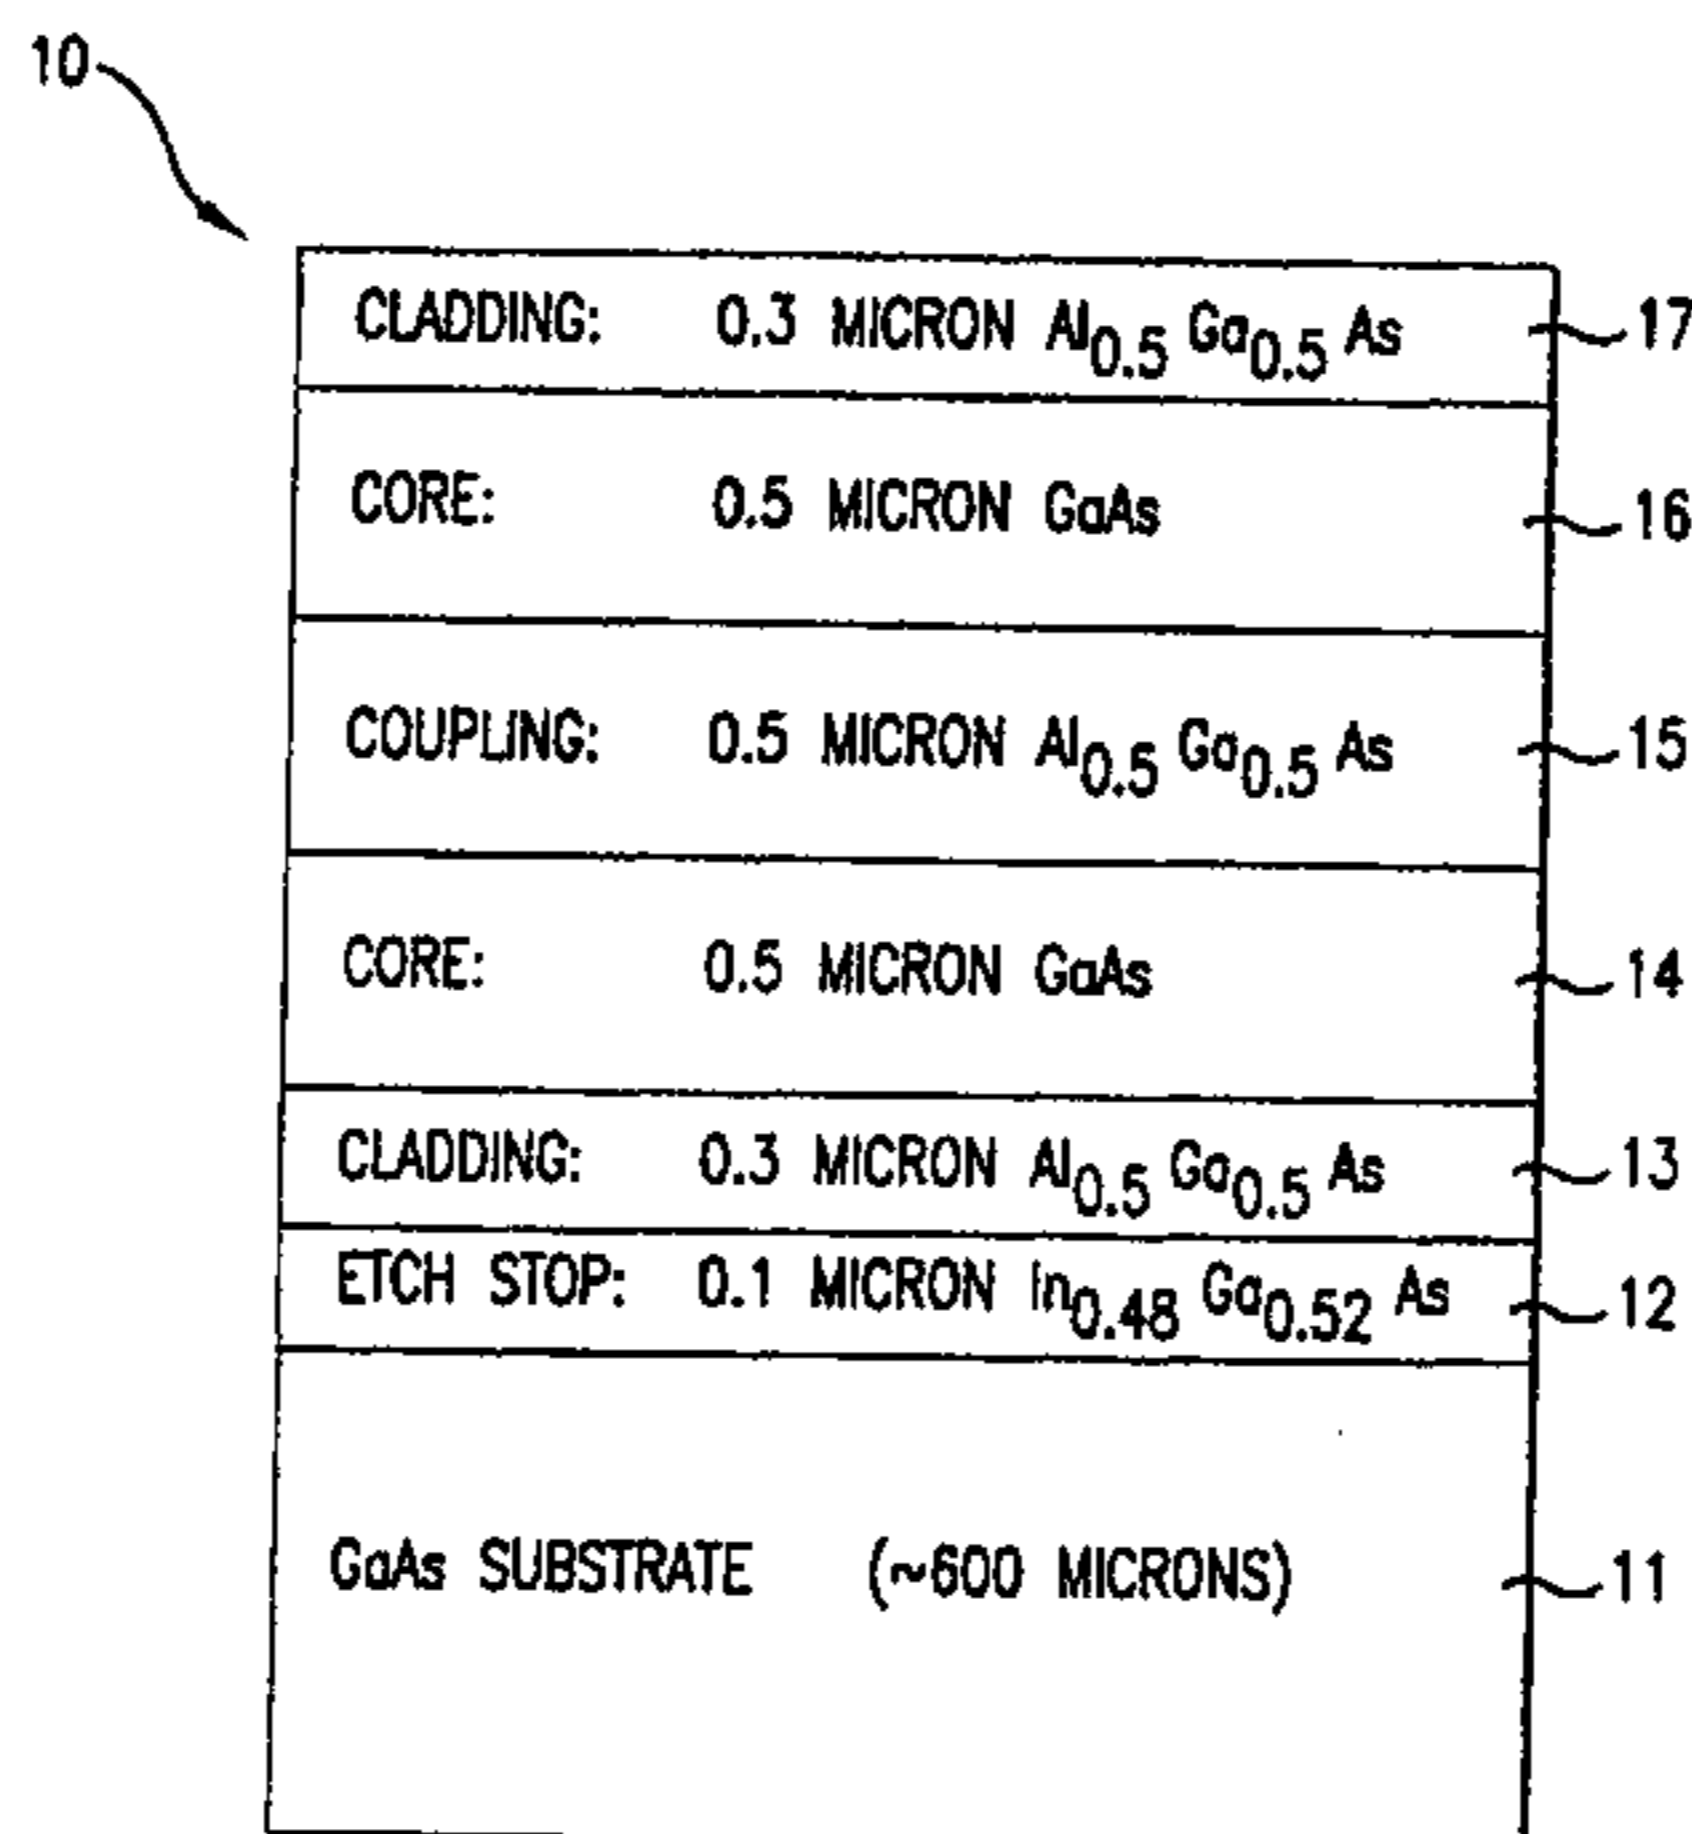 10
CLADDING: 0.3 MICRON Al0.5 Ga0.5 As 17
CORE: 0.5 MICRON GaAs 16
COUPLING: 0.5 MICRON Al0.5 Ga0.5 As 15
CORE: 0.5 MICRON GaAs 14
CLADDING: 0.3 MICRON Al0.5 Ga0.5 As 13
ETCH STOP: 0.1 MICRON In0.48 Ga0.52 As 12
GaAs SUBSTRATE (~600 MICRONS) 11